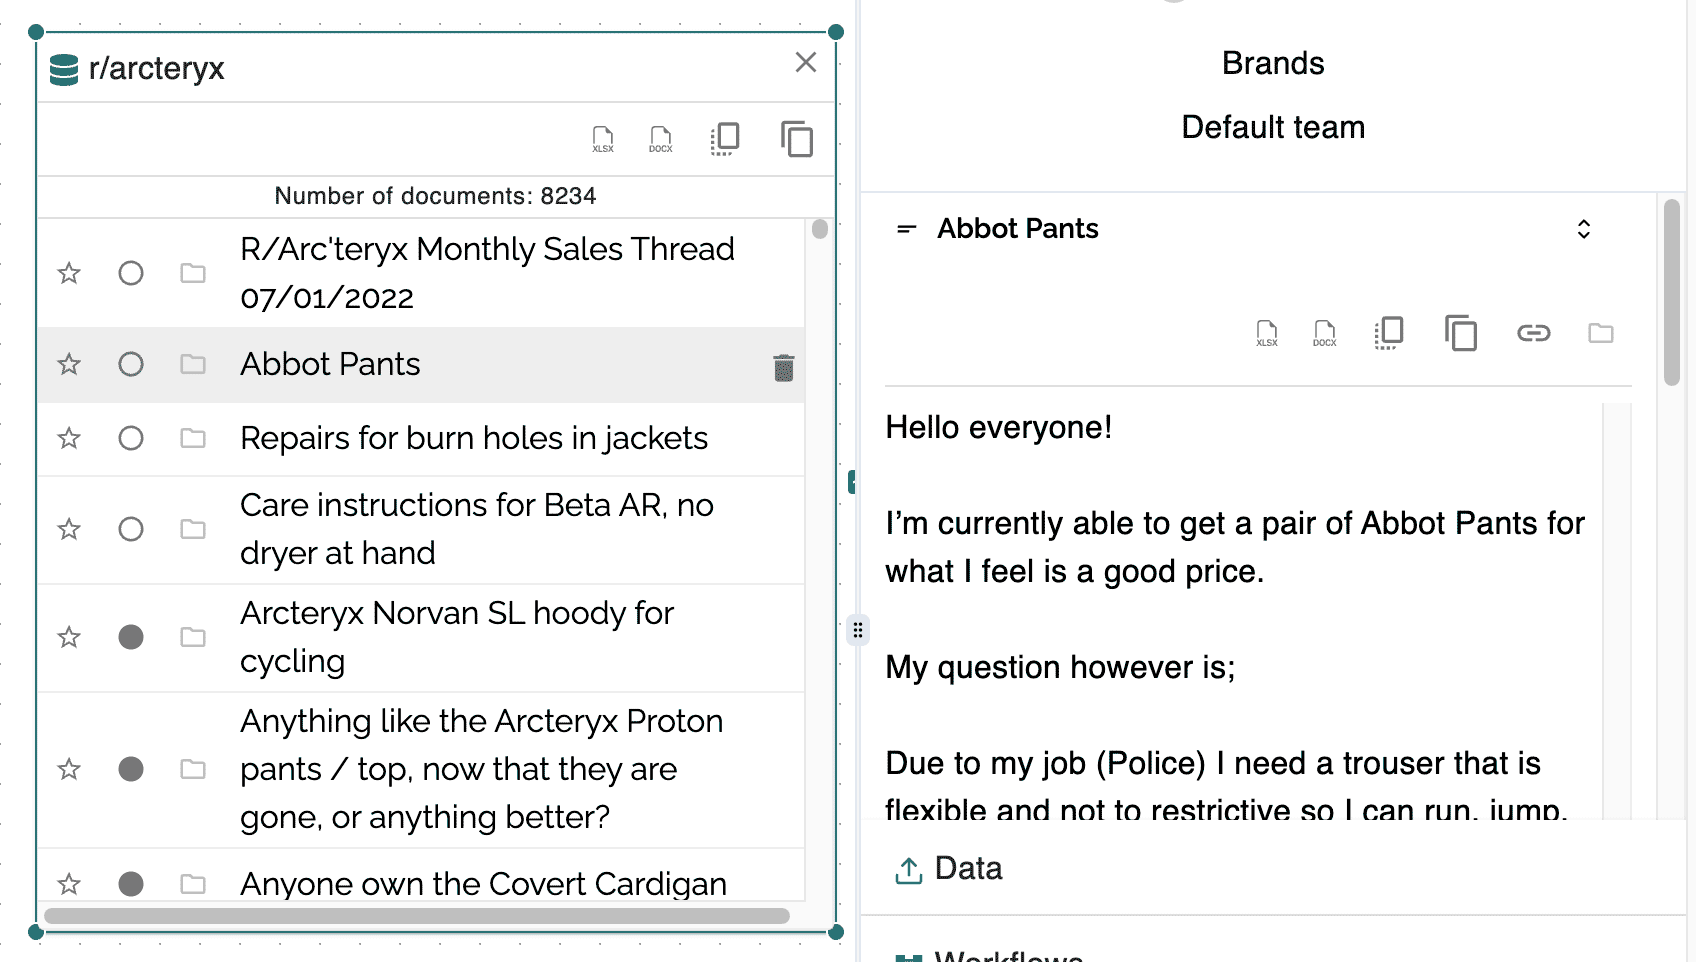 r/arcteryx
XLSX
DOCX
Number of documents: 8234
R/Arc'teryx Monthly Sales Thread
07/01/2022
Abbot Pants
Repairs for burn holes in jackets
Care instructions for Beta AR, no
dryer at hand
Arcteryx Norvan SL hoody for
cycling
Anything like the Arcteryx Proton
pants / top, now that they are
gone, or anything better?
Anyone own the Covert Cardigan
Brands
Default team
Abbot Pants
XLSX
DOCX
Hello everyone!
I’m currently able to get a pair of Abbot Pants for
what I feel is a good price.
My question however is;
Due to my job (Police) I need a trouser that is
flexible and not to restrictive so I can run, jump,
Data
Workflows